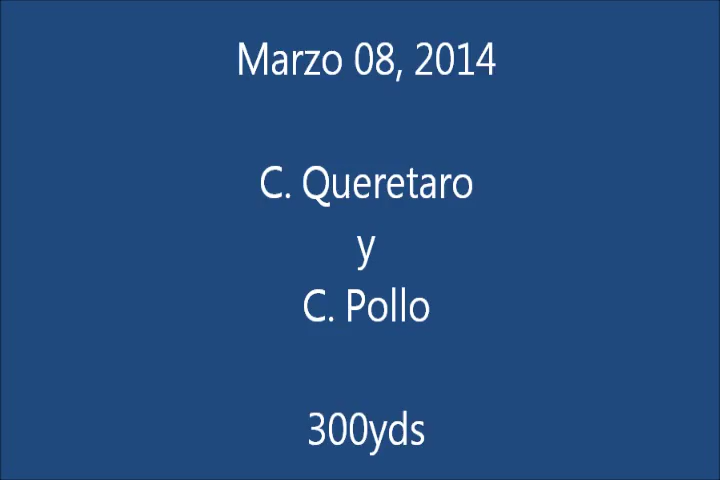 Marzo 08, 2014
C. Queretaro
y
C. Pollo
300yds